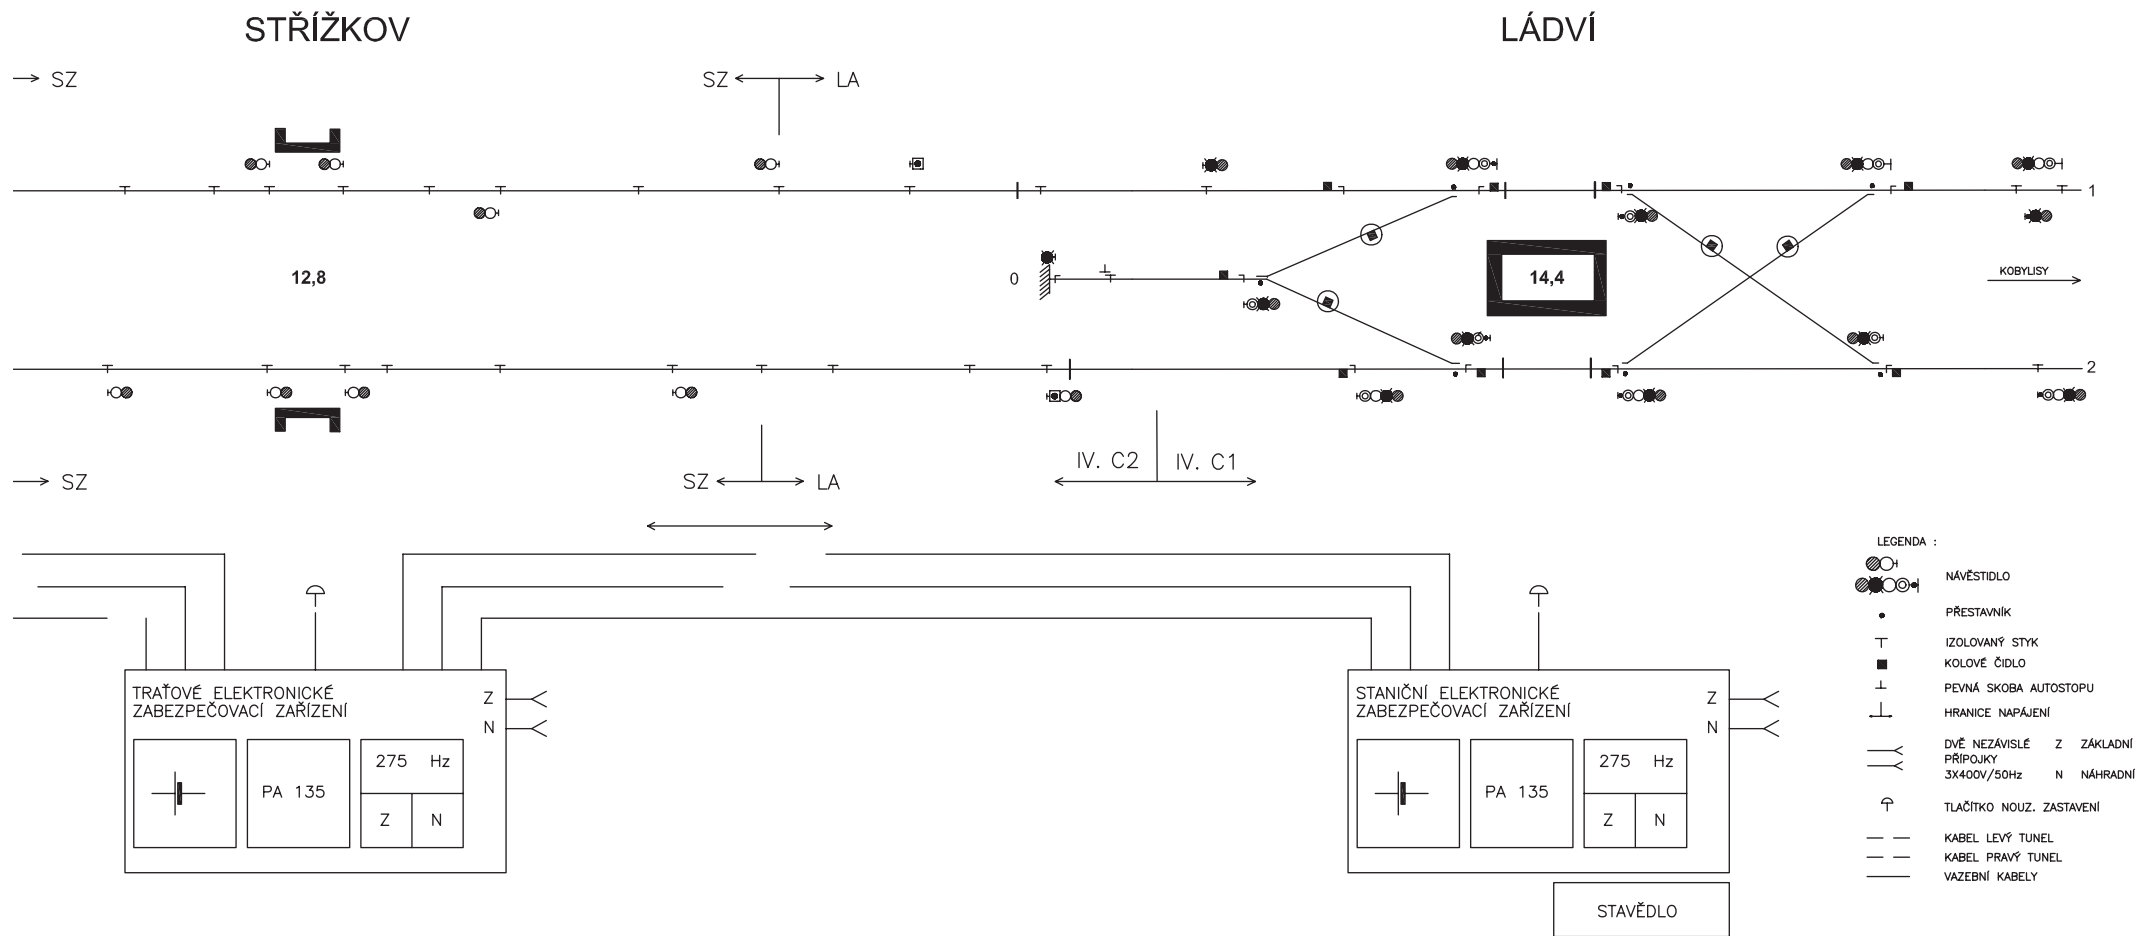 STŘÍŽKOV
LÁDVÍ
SZ
SZ
LA
1
12,8
0
14,4
KOBYLISY
2
IV. C2
IV. C1
SZ
SZ
LA
LEGENDA :
NÁVĚSTIDLO
PŘESTAVNÍK
IZOLOVANÝ STYK
KOLOVÉ ČIDLO
PEVNÁ SKOBA AUTOSTOPU
HRANICE NAPÁJENÍ
DVĚ NEZÁVISLÉ Z ZÁKLADNÍ
PŘÍPOJKY
3X400V/50Hz N NÁHRADNÍ
TLAČÍTKO NOUZ. ZASTAVENÍ
KABEL LEVÝ TUNEL
KABEL PRAVÝ TUNEL
VAZEBNÍ KABELY
TRAŤOVÉ ELEKTRONICKÉ
ZABEZPEČOVACÍ ZAŘÍZENÍ
Z
N
PA 135
275 Hz
Z
N
STANIČNÍ ELEKTRONICKÉ
ZABEZPEČOVACÍ ZAŘÍZENÍ
Z
N
PA 135
275 Hz
Z
N
STAVĚDLO